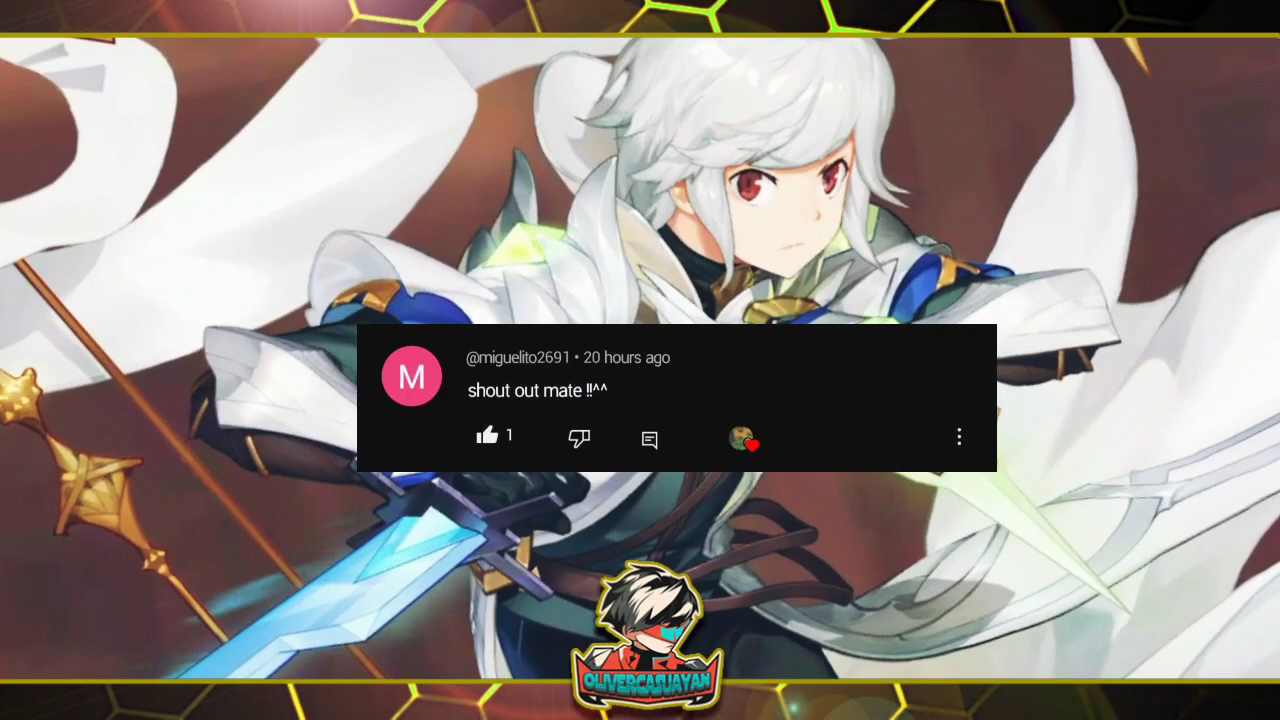 M
@miguelito2691 • 20 hours ago
shout out mate !!^^
1
OLIVERCASUAYAN